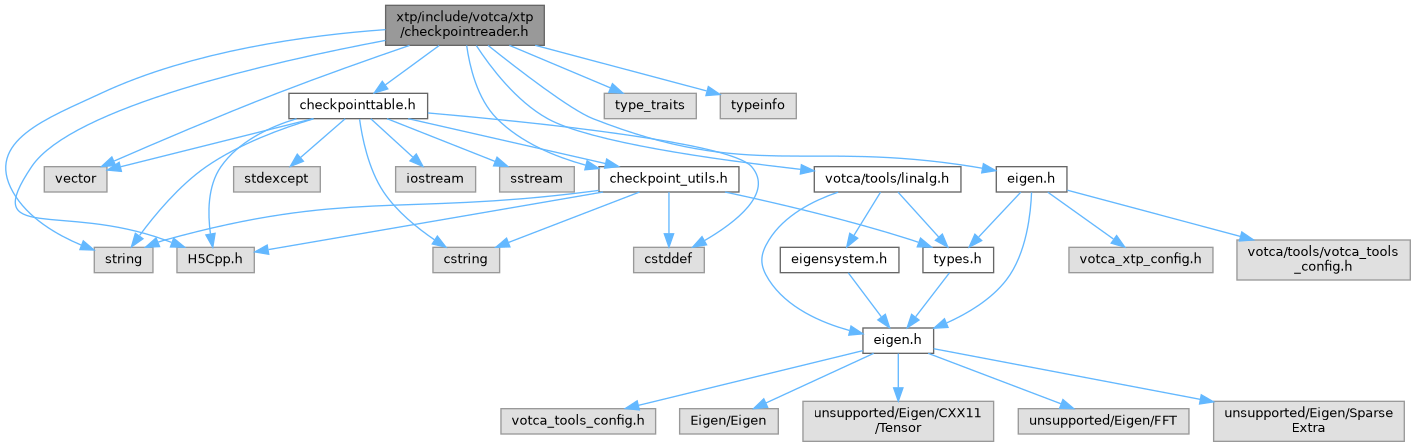 xtp/include/votca/xtp
/checkpointreader.h
checkpointtable.h
type_traits
typeinfo
vector
stdexcept
iostream
sstream
checkpoint_utils.h
votca/tools/linalg.h
eigen.h
string
H5Cpp.h
cstring
cstddef
eigensystem.h
types.h
votca_xtp_config.h
votca/tools/votca_tools
_config.h
eigen.h
votca_tools_config.h
Eigen/Eigen
unsupported/Eigen/CXX11
/Tensor
unsupported/Eigen/FFT
unsupported/Eigen/Sparse
Extra